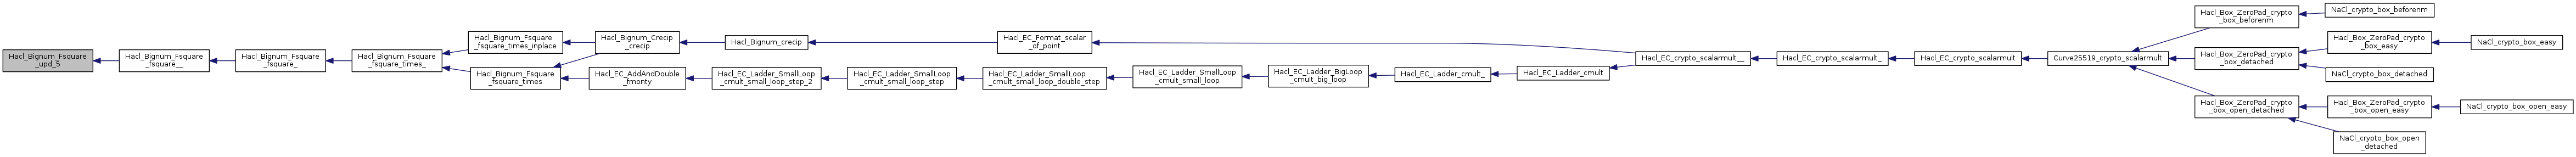 Hacl_Bignum_Fsquare
_upd_5
Hacl_Bignum_Fsquare
_fsquare__
Hacl_Bignum_Fsquare
_fsquare_
Hacl_Bignum_Fsquare
_fsquare_times_
Hacl_Bignum_Fsquare
_fsquare_times_inplace
Hacl_Bignum_Fsquare
_fsquare_times
Hacl_Bignum_Crecip
_crecip
Hacl_EC_AddAndDouble
_fmonty
Hacl_Bignum_crecip
Hacl_EC_Ladder_SmallLoop
_cmult_small_loop_step_2
Hacl_EC_Ladder_SmallLoop
_cmult_small_loop_step
Hacl_EC_Format_scalar
_of_point
Hacl_EC_Ladder_SmallLoop
_cmult_small_loop_double_step
Hacl_EC_Ladder_SmallLoop
_cmult_small_loop
Hacl_EC_Ladder_BigLoop
_cmult_big_loop
Hacl_EC_Ladder_cmult_
Hacl_EC_Ladder_cmult
Hacl_EC_crypto_scalarmult__
Hacl_EC_crypto_scalarmult_
Hacl_EC_crypto_scalarmult
Curve25519_crypto_scalarmult
Hacl_Box_ZeroPad_crypto
_box_beforenm
NaCl_crypto_box_beforenm
Hacl_Box_ZeroPad_crypto
_box_detached
Hacl_Box_ZeroPad_crypto
_box_easy
NaCl_crypto_box_easy
NaCl_crypto_box_detached
Hacl_Box_ZeroPad_crypto
_box_open_detached
Hacl_Box_ZeroPad_crypto
_box_open_easy
NaCl_crypto_box_open_easy
NaCl_crypto_box_open
_detached